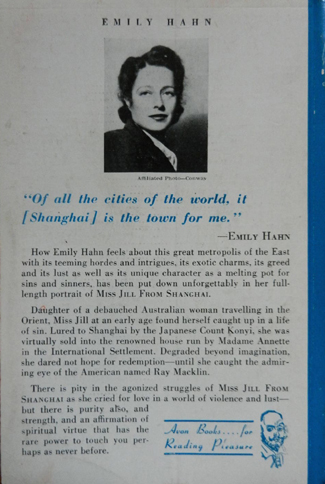 EMILY HAHN
Affiliated Photo—Conway
"Of all the cities of the world, it
[Shanghai] is the town for me."
—EMILY HAHN
How Emily Hahn feels about this great metropolis of the East
with its teeming hordes and intrigues, its exotic charms, its greed
and its lust as well as its unique character as a melting pot for
sins and sinners, has been put down unforgettably in her full-
length portrait of MISS JILL FROM SHANGHAI.
Daughter of a debauched Australian woman travelling in the
Orient, Miss Jill at an early age found herself caught up in a life
of sin. Lured to Shanghai by the Japanese Count Konyi, she was
virtually sold into the renowned house run by Madame Annette
in the International Settlement. Degraded beyond imagination,
she dared not hope for redemption—until she caught the admir-
ing eye of the American named Ray Macklin.
There is pity in the agonized struggles of MISS JILL FROM
SHANGHAI as she cried for love in a world of violence and lust—
but there is purity also, and
strength, and an affirmation of
spiritual virtue that has the
rare power to touch you per-
haps as never before.
Avon Books....for
Reading Pleasure